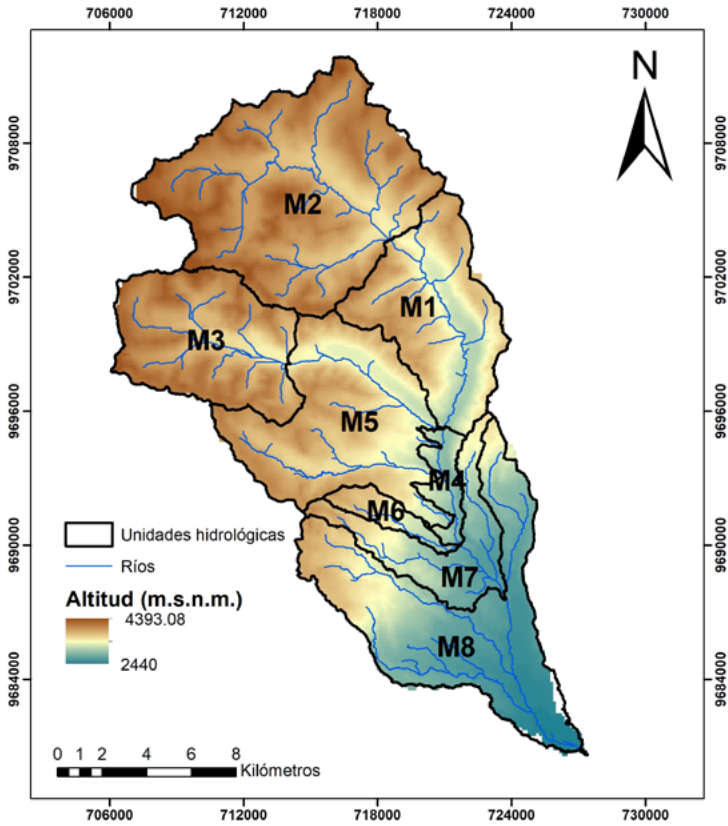 706000 712000 718000 724000 730000
N
9708000 9708000
M2
9702000 9702000
M1
M3
9696000 9696000
M5
M4
M6
Unidades hidrológicas
9690000 9690000
Ríos
M7
Altitud (m.s.n.m.)
4393.08
M8
2440
9684000 9684000
0 1 2 4 6 8
Kilómetros
706000 712000 718000 724000 730000